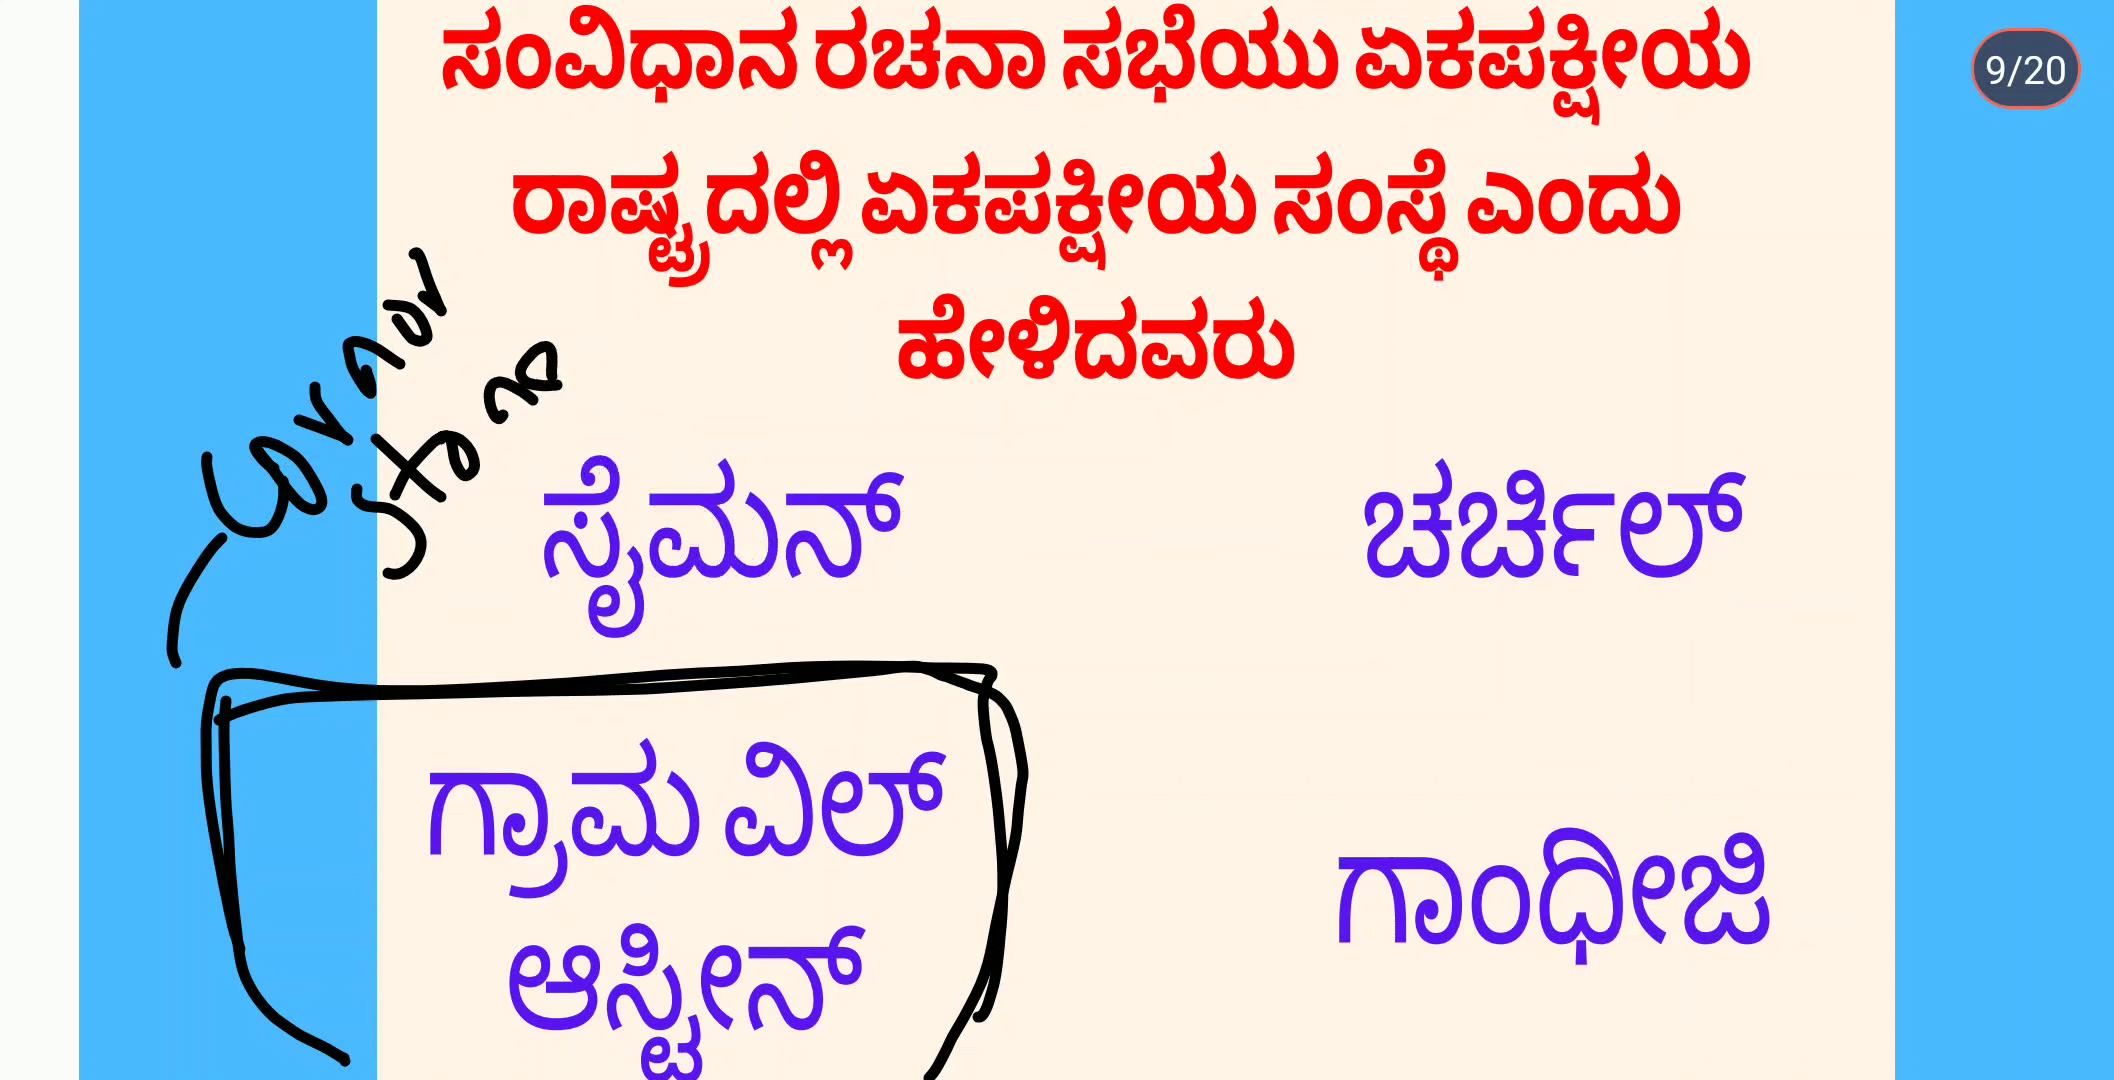 ಸಂವಿಧಾನ ರಚನಾ ಸಭೆಯು ಏಕಪಕ್ಷೀಯ
9/20
ರಾಷ್ಟ್ರದಲ್ಲಿ ಏಕಪಕ್ಷೀಯ ಸಂಸ್ಥೆ ಎಂದು
ಹೇಳಿದವರು
ಸೈಮನ್
ಚರ್ಚಿಲ್
ಗ್ರಾಮ ವಿಲ್
ಆಸ್ಟೀನ್
ಗಾಂಧೀಜಿ